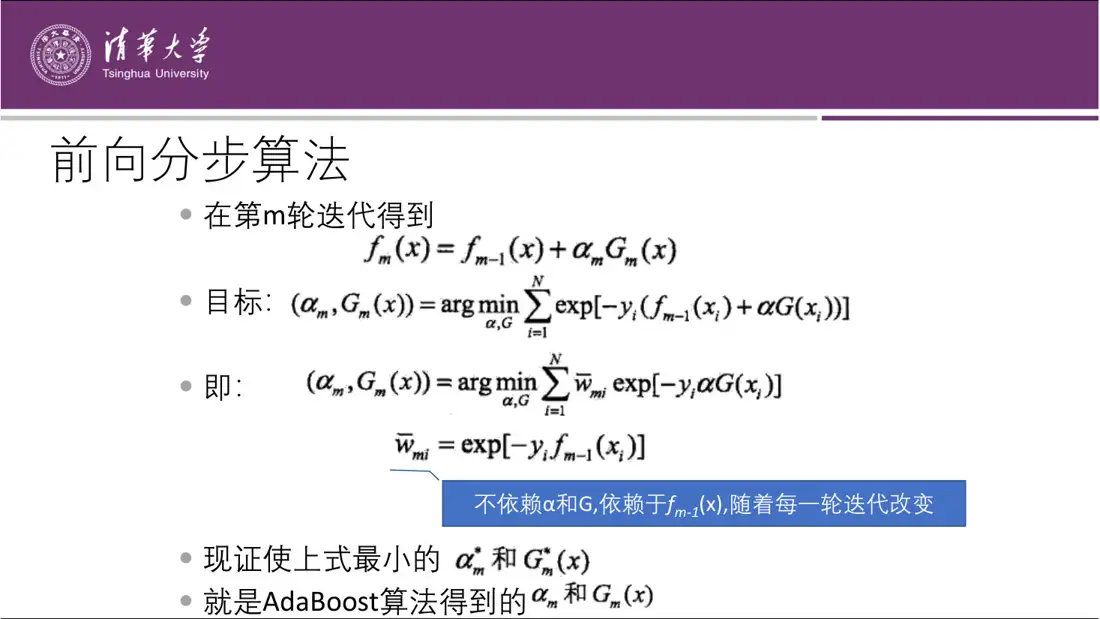 清华大学
Tsinghua University
前向分步算法
• 在第m轮迭代得到
f_m(x) = f_{m-1}(x) + α_m G_m(x)
• 目标: (α_m, G_m(x)) = arg min_{α,G} ∑_{i=1}^{N} exp[-y_i(f_{m-1}(x_i) + αG(x_i))]
• 即: (α_m, G_m(x)) = arg min_{α,G} ∑_{i=1}^{N} w̄_{mi} exp[-y_i αG(x_i)]
w̄_{mi} = exp[-y_i f_{m-1}(x_i)]
不依赖α和G,依赖于f_{m-1}(x),随着每一轮迭代改变
• 现证使上式最小的 α_m^* 和 G_m^*(x)
• 就是AdaBoost算法得到的 α_m 和 G_m(x)